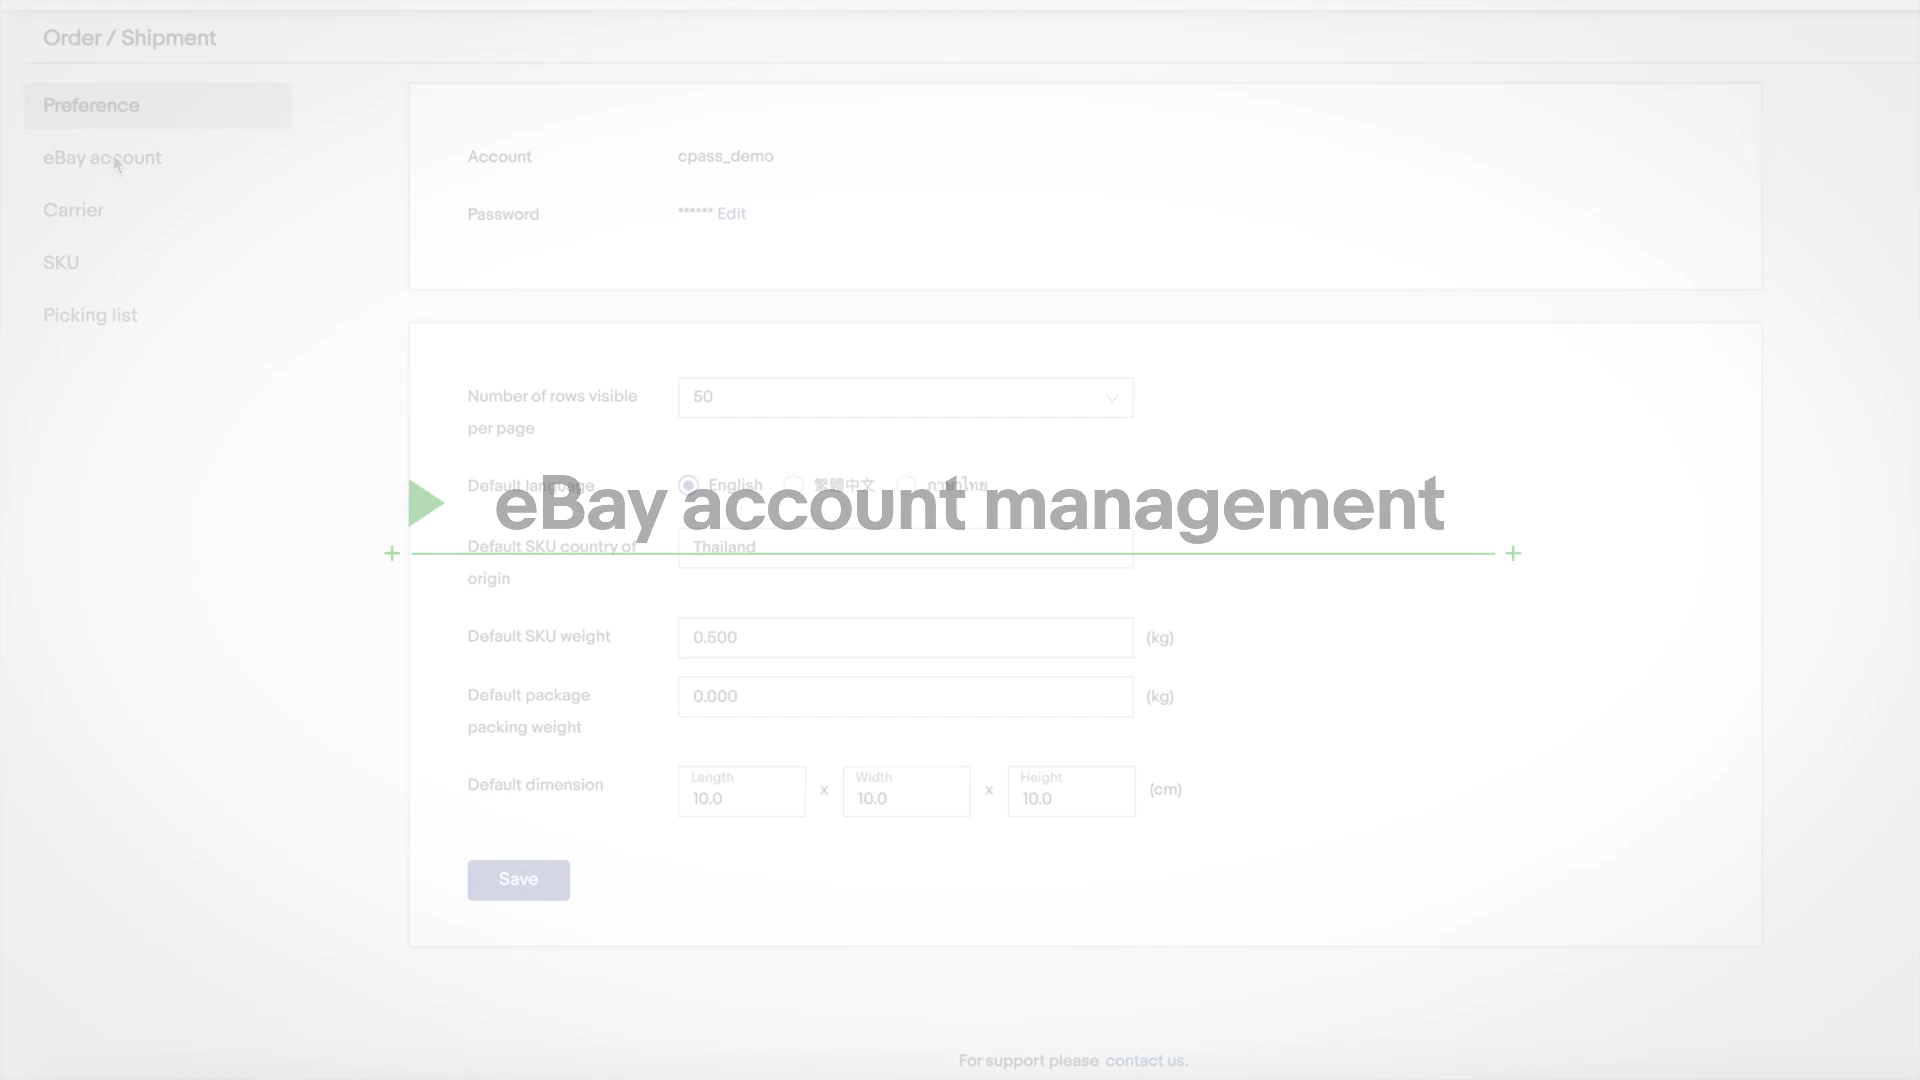 Order / Shipment
Preference
eBay account
Carrier
SKU
Picking list
Account cpass_demo
Password ****** Edit
Number of rows visible per page 50
Default language English 繁體中文 ภาษาไทย
eBay account management
Default SKU country of origin Thailand
Default SKU weight 0.500 (kg)
Default package packing weight 0.000 (kg)
Default dimension Length 10.0 x Width 10.0 x Height 10.0 (cm)
Save
For support please contact us.